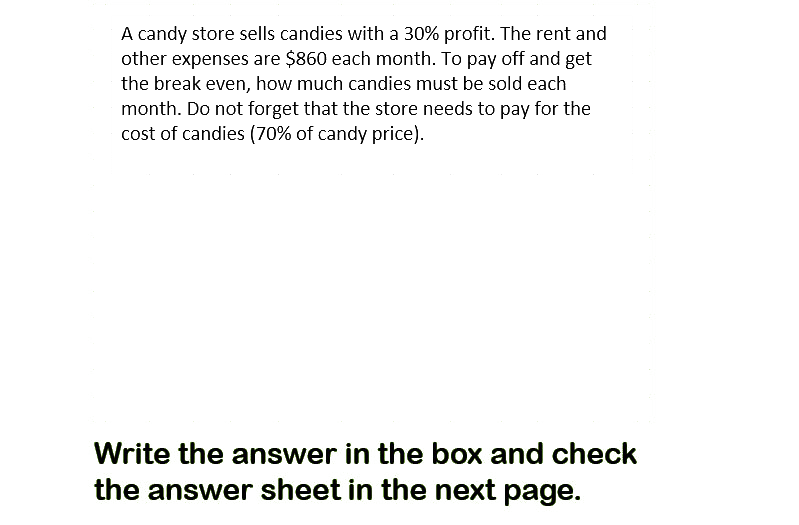 A candy store sells candies with a 30% profit. The rent and
other expenses are $860 each month. To pay off and get
the break even, how much candies must be sold each
month. Do not forget that the store needs to pay for the
cost of candies (70% of candy price).
Write the answer in the box and check
the answer sheet in the next page.